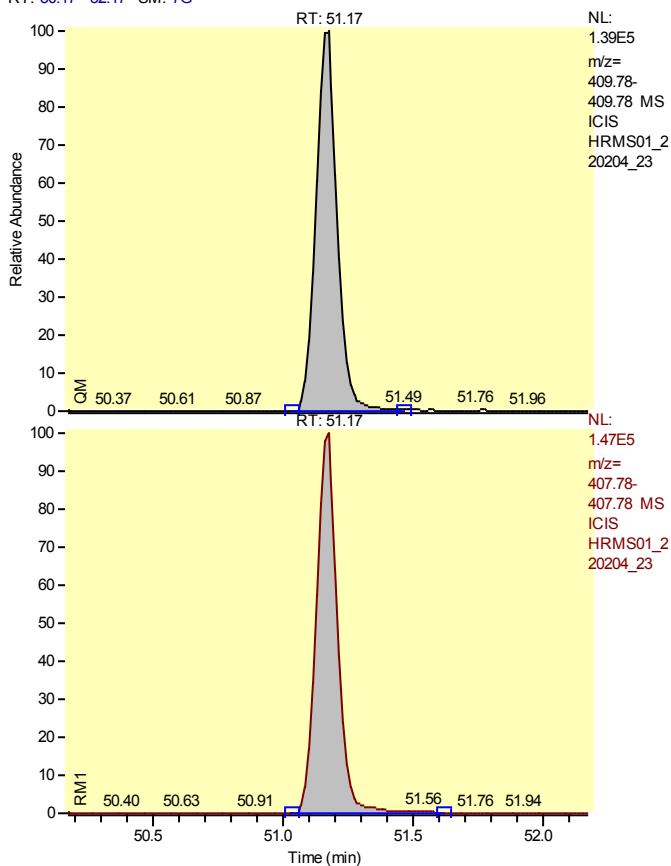 RT: 51.17
NL:
1.39E5
m/z=
409.78-
409.78 MS
ICIS
HRMS01_2
20204_23
100
90
80
70
60
50
40
30
20
10
0
Relative Abundance
QM
50.37 50.61 50.87 51.49 51.76 51.96
RT: 51.17
NL:
1.47E5
m/z=
407.78-
407.78 MS
ICIS
HRMS01_2
20204_23
100
90
80
70
60
50
40
30
20
10
0
RM1
50.40 50.63 50.91 51.56 51.76 51.94
50.5 51.0 51.5 52.0
Time (min)